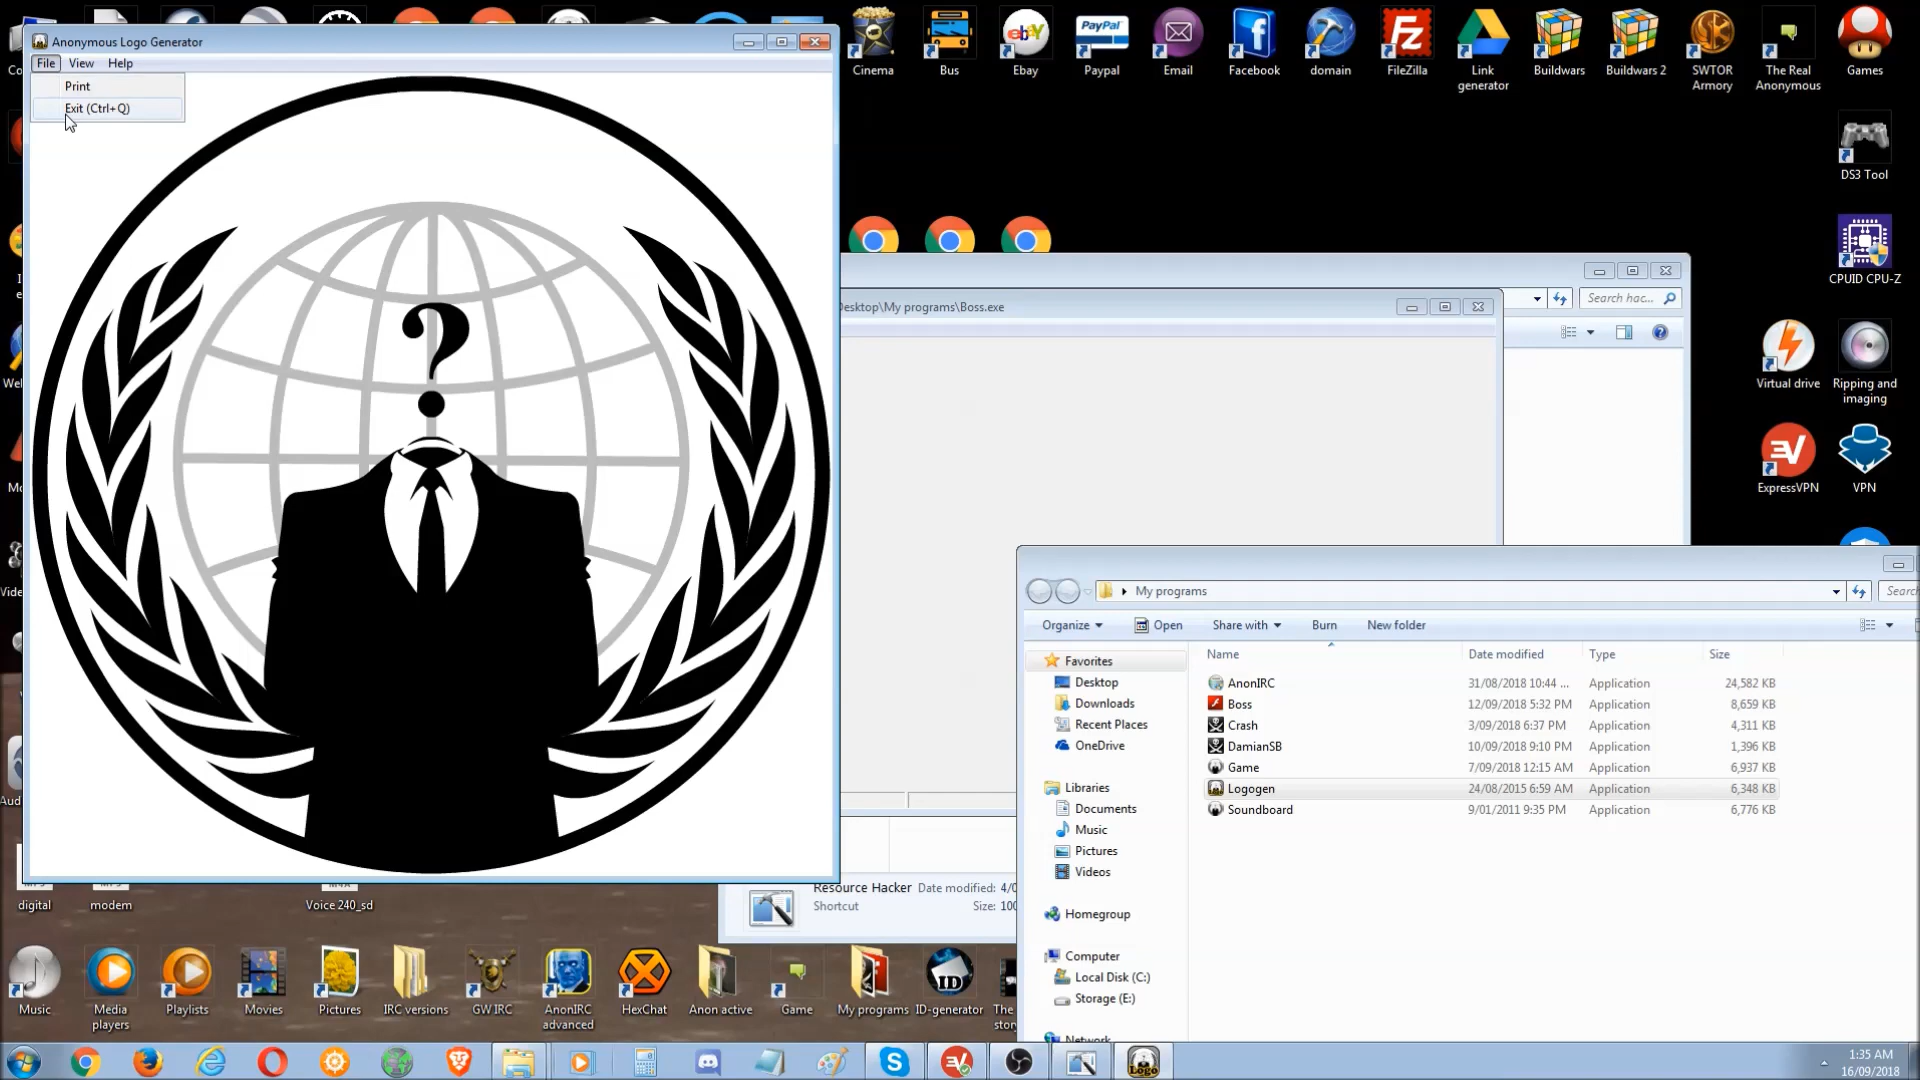 Anonymous Logo Generator
File View Help
Print
Exit (Ctrl+Q)
?
Cinema
Bus
Ebay
Paypal
Email
Facebook
domain
FileZilla
Link
generator
Buildwars
Buildwars 2
SWTOR
Armory
The Real
Anonymous
Games
DS3 Tool
CPUID CPU-Z
Virtual drive
Ripping and
imaging
ExpressVPN
VPN
Search hac...
esktop\My programs\Boss.exe
My programs
Organize
Open
Share with
Burn
New folder
Name
Date modified
Type
Size
Favorites
Desktop
Downloads
Recent Places
OneDrive
Libraries
Documents
Music
Pictures
Videos
Homegroup
Computer
Local Disk (C:)
Storage (E:)
Network
AnonIRC 31/08/2018 10:44 ... Application 24,582 KB
Boss 12/09/2018 5:32 PM Application 8,659 KB
Crash 3/09/2018 6:37 PM Application 4,311 KB
DamianSB 10/09/2018 9:10 PM Application 1,396 KB
Game 7/09/2018 12:15 AM Application 6,937 KB
Logogen 24/08/2015 6:59 AM Application 6,348 KB
Soundboard 9/01/2011 9:35 PM Application 6,776 KB
Resource Hacker Date modified: 4/0
Shortcut Size: 100
digital
modem
Voice 240_sd
Music
Media
players
Playlists
Movies
Pictures
IRC versions
GW IRC
AnonIRC
advanced
HexChat
Anon active
Game
My programs
ID
ID-generator
The
story
Logo
1:35 AM
16/09/2018